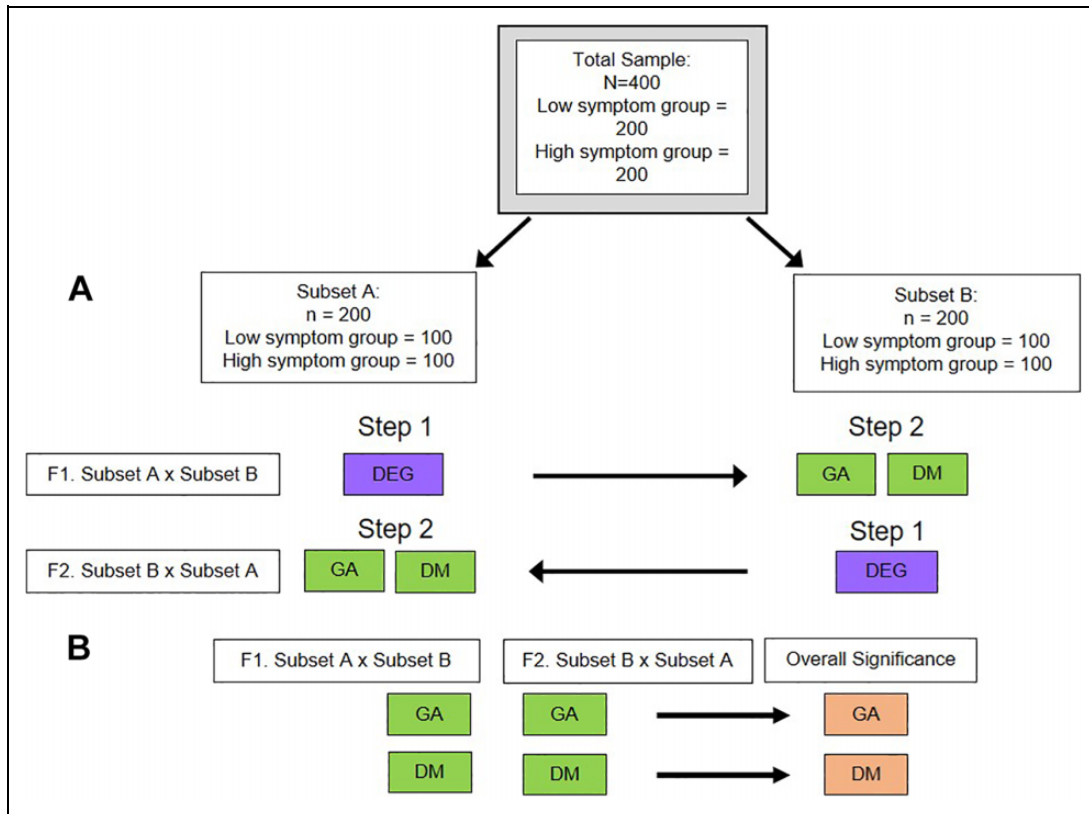 Total Sample:
N=400
Low symptom group =
200
High symptom group =
200
A
Subset A:
n = 200
Low symptom group = 100
High symptom group = 100
Subset B:
n = 200
Low symptom group = 100
High symptom group = 100
Step 1
Step 2
F1. Subset A x Subset B
DEG
GA
DM
Step 2
Step 1
F2. Subset B x Subset A
GA
DM
DEG
B
F1. Subset A x Subset B
F2. Subset B x Subset A
Overall Significance
GA
GA
GA
DM
DM
DM